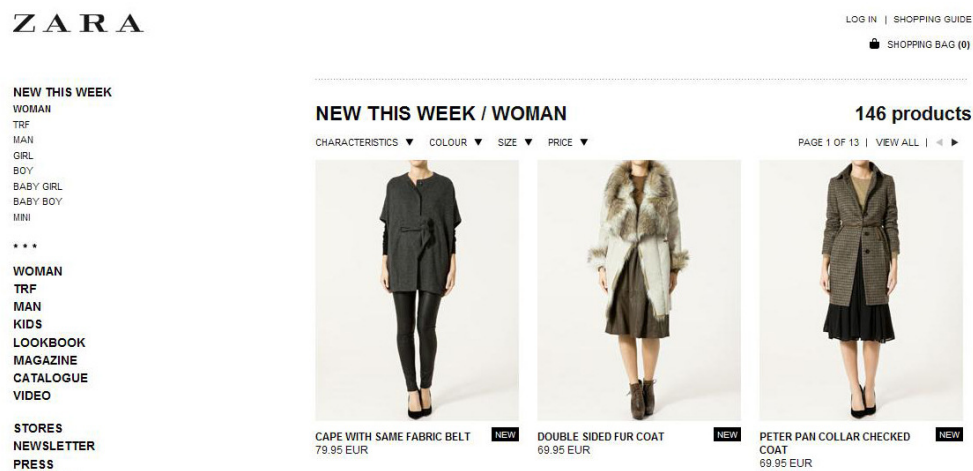 ZARA
LOG IN | SHOPPING GUIDE
SHOPPING BAG (0)
NEW THIS WEEK
WOMAN
TRF
MAN
GIRL
BOY
BABY GIRL
BABY BOY
MINI
* * *
WOMAN
TRF
MAN
KIDS
LOOKBOOK
MAGAZINE
CATALOGUE
VIDEO
STORES
NEWSLETTER
PRESS
NEW THIS WEEK / WOMAN
146 products
CHARACTERISTICS ▼ COLOUR ▼ SIZE ▼ PRICE ▼
PAGE 1 OF 13 | VIEW ALL | ◀ ▶
CAPE WITH SAME FABRIC BELT NEW
79.95 EUR
DOUBLE SIDED FUR COAT NEW
69.95 EUR
PETER PAN COLLAR CHECKED NEW
COAT
69.95 EUR